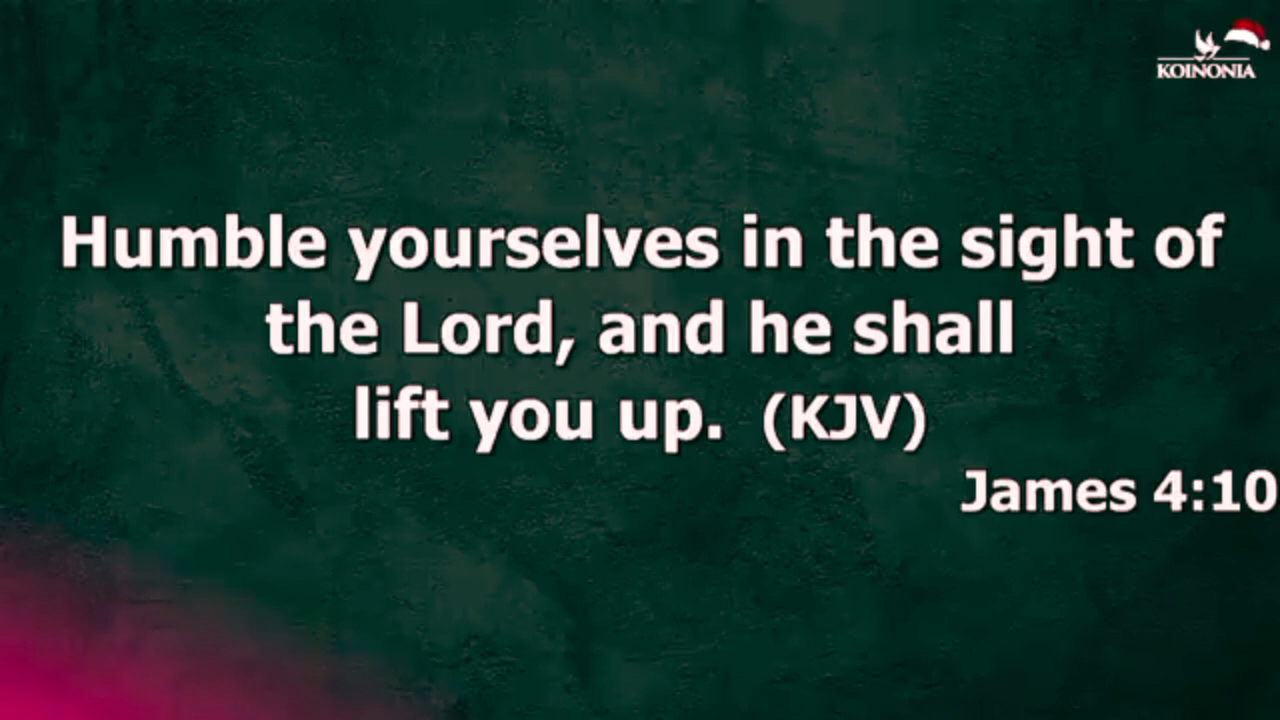 KOINONIA
Humble yourselves in the sight of
the Lord, and he shall
lift you up. (KJV)
James 4:10